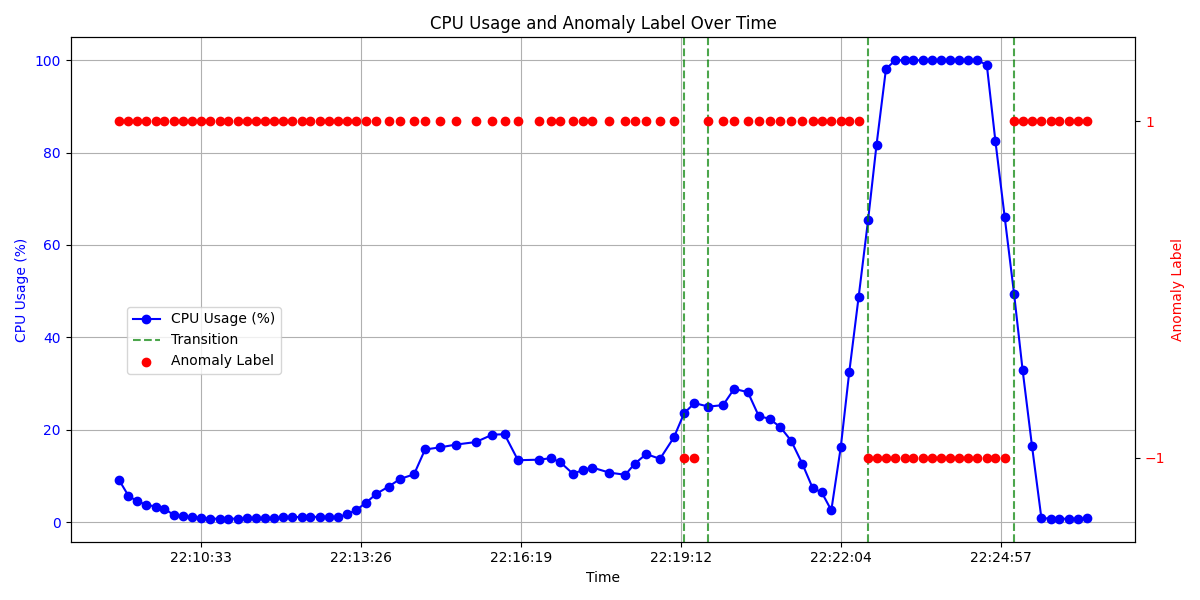 CPU Usage and Anomaly Label Over Time
CPU Usage (%)
100
80
60
40
20
0
CPU Usage (%)
Transition
Anomaly Label
1
−1
Anomaly Label
22:10:33
22:13:26
22:16:19
22:19:12
22:22:04
22:24:57
Time